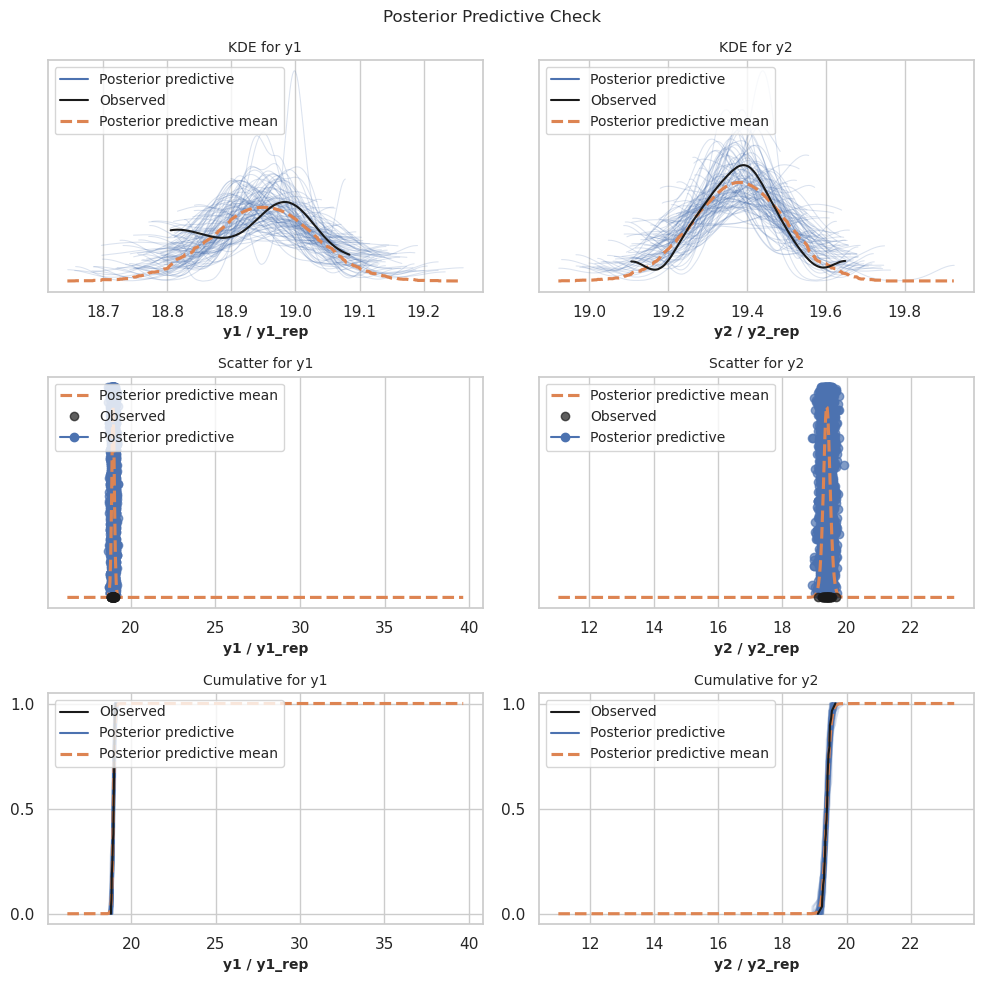 Posterior Predictive Check
KDE for y1
Posterior predictive
Observed
Posterior predictive mean
18.7 18.8 18.9 19.0 19.1 19.2
y1 / y1_rep
KDE for y2
Posterior predictive
Observed
Posterior predictive mean
19.0 19.2 19.4 19.6 19.8
y2 / y2_rep
Scatter for y1
Posterior predictive mean
Observed
Posterior predictive
20 25 30 35 40
y1 / y1_rep
Scatter for y2
Posterior predictive mean
Observed
Posterior predictive
12 14 16 18 20 22
y2 / y2_rep
Cumulative for y1
1.0
0.5
0.0
Observed
Posterior predictive
Posterior predictive mean
20 25 30 35 40
y1 / y1_rep
Cumulative for y2
1.0
0.5
0.0
Observed
Posterior predictive
Posterior predictive mean
12 14 16 18 20 22
y2 / y2_rep